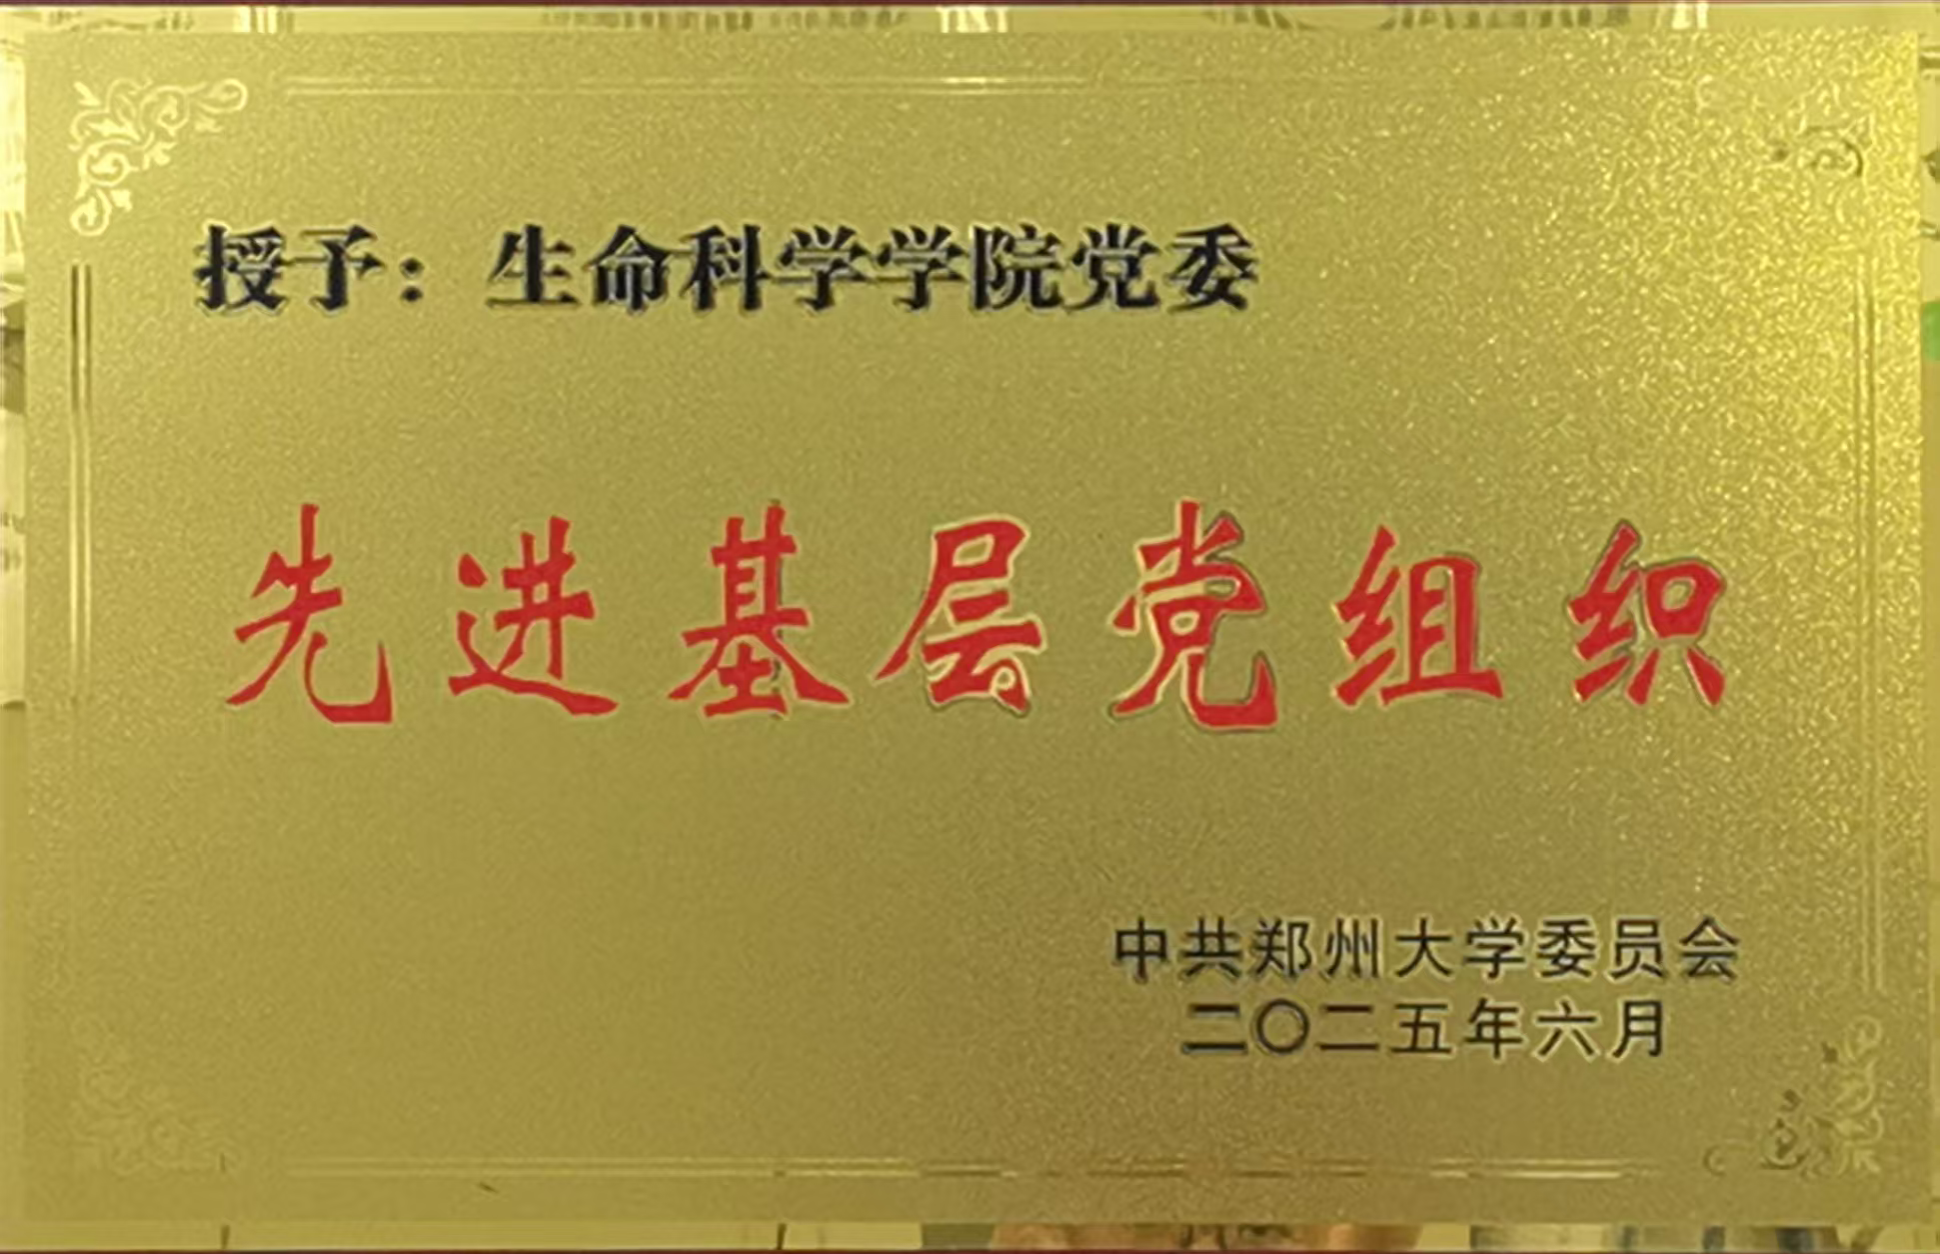 授予：生命科学学院党委
先进基层党组织
中共郑州大学委员会
二〇二五年六月